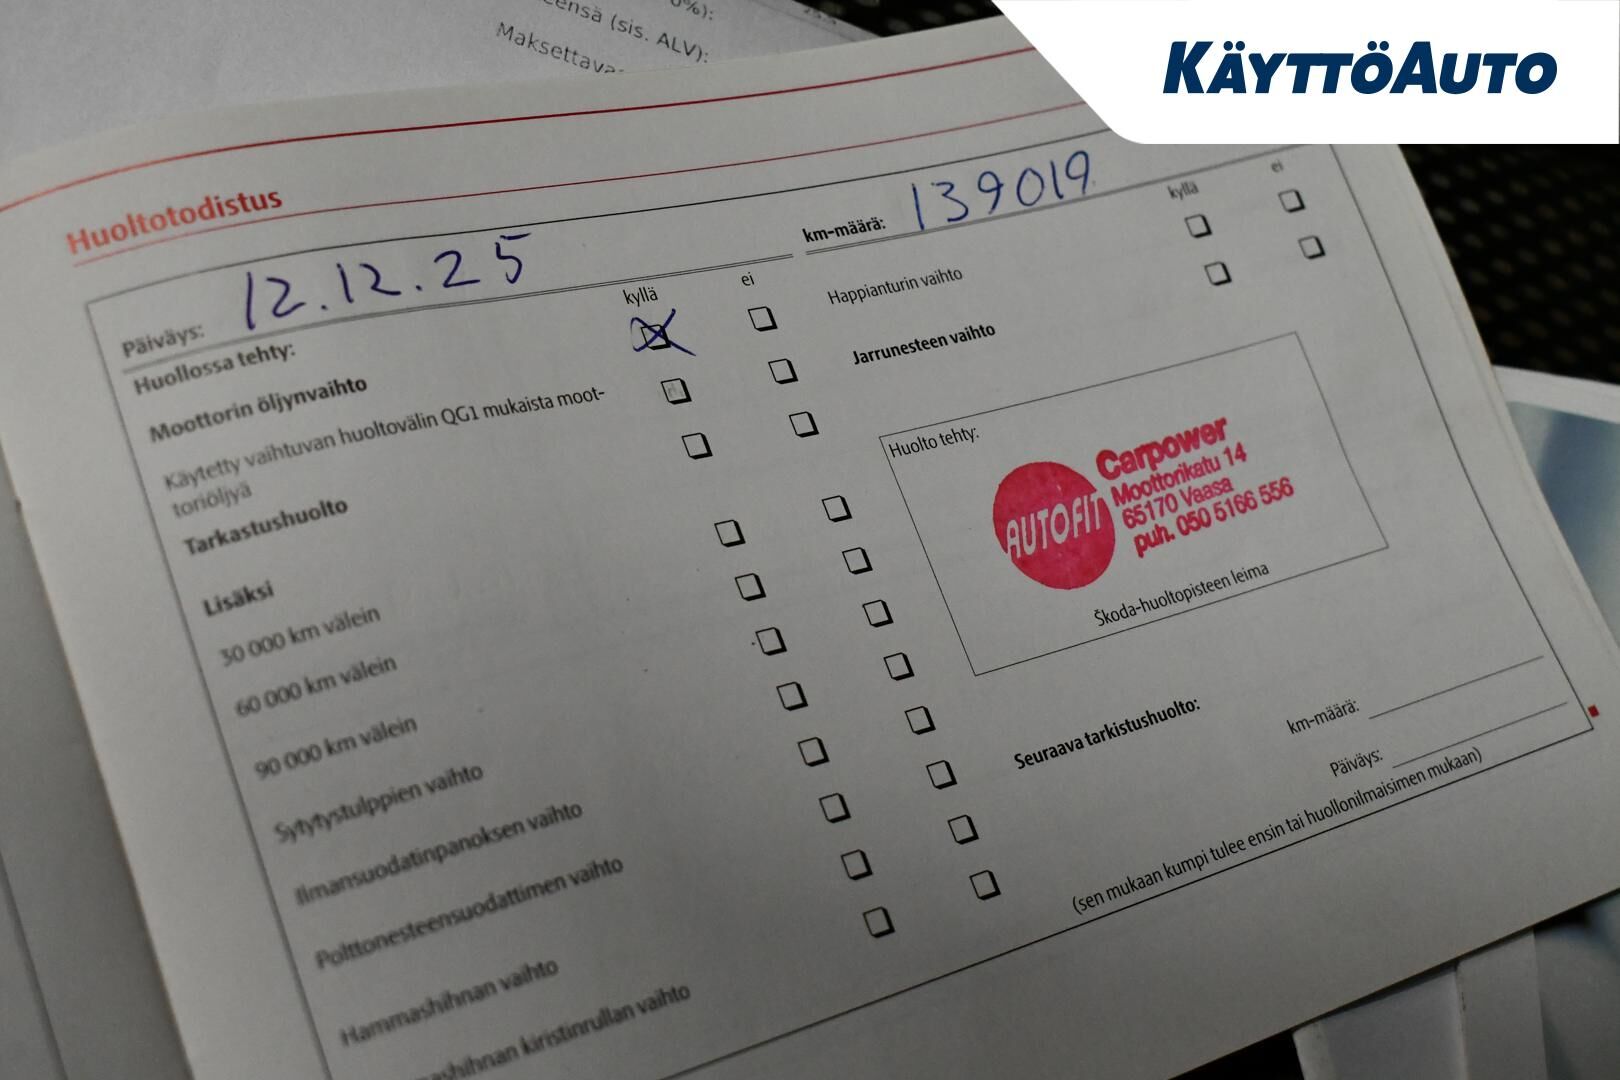 KÄYTTÖAUTO
(sis. ALV):
Huoltotodistus
Päiväys: 12.12.25
km-määrä: 139019
Huollossa tehty:
kyllä ei
Moottorin öljynvaihto
Käytetty vaihtuvan huoltovälin QG1 mukaista moot-
toriöljyä
Tarkastushuolto
Lisäksi
30 000 km välein
60 000 km välein
90 000 km välein
Sytytystulppien vaihto
Ilmansuodatinpanoksen vaihto
Polttonesteensuodattimen vaihto
Hammashihnan vaihto
kiristinrullan vaihto
kyllä ei
Happianturin vaihto
Jarrunesteen vaihto
Huolto tehty:
AUTOFIT
Carpower
Moottorikatu 14
65170 Vaasa
puh. 050 5166 556
Škoda-huoltopisteen leima
Seuraava tarkistushuolto:
km-määrä:
Päiväys:
(sen mukaan kumpi tulee ensin tai huollonilmaisimen mukaan)